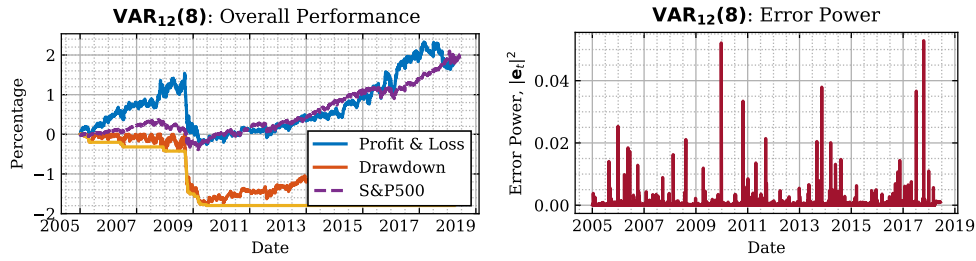 VAR12(8): Overall Performance
Percentage
2
1
0
−1
−2
Profit & Loss
Drawdown
S&P500
2005 2007 2009 2011 2013 2015 2017 2019
Date
VAR12(8): Error Power
Error Power, |et|2
0.04
0.02
0.00
2005 2007 2009 2011 2013 2015 2017 2019
Date